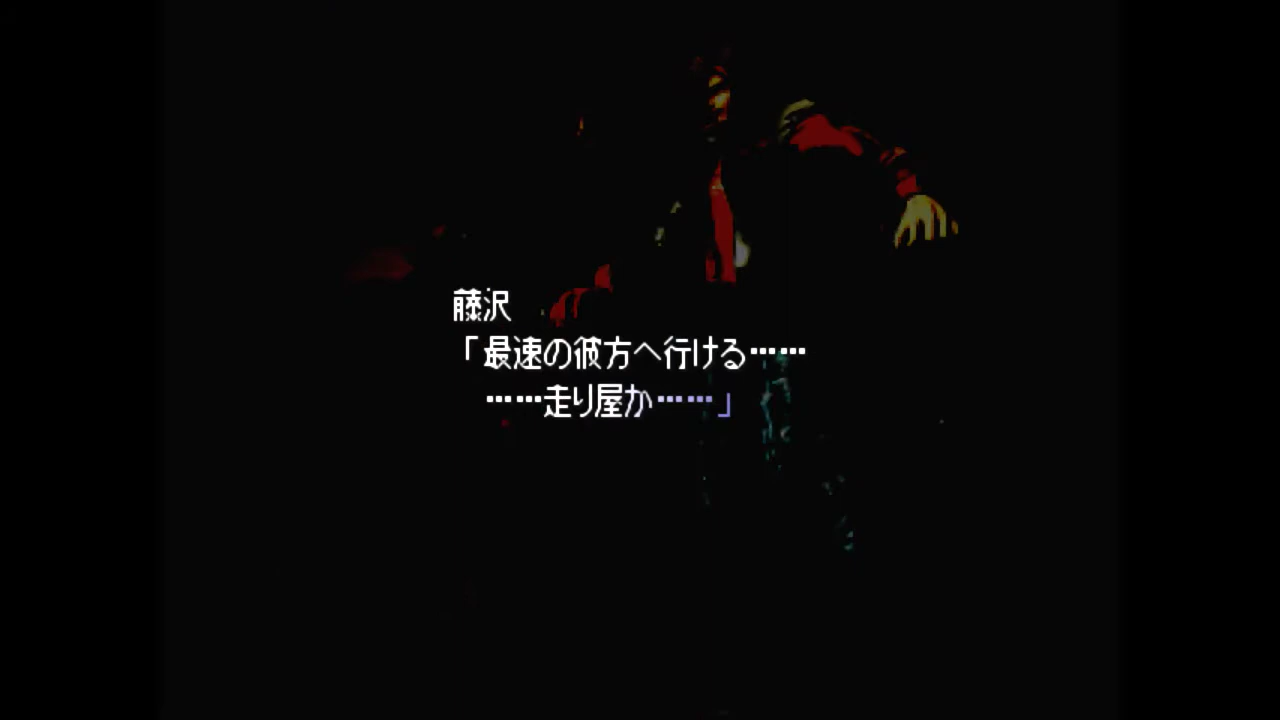 藤沢
「最速の彼方へ行ける……
……走り屋か……」